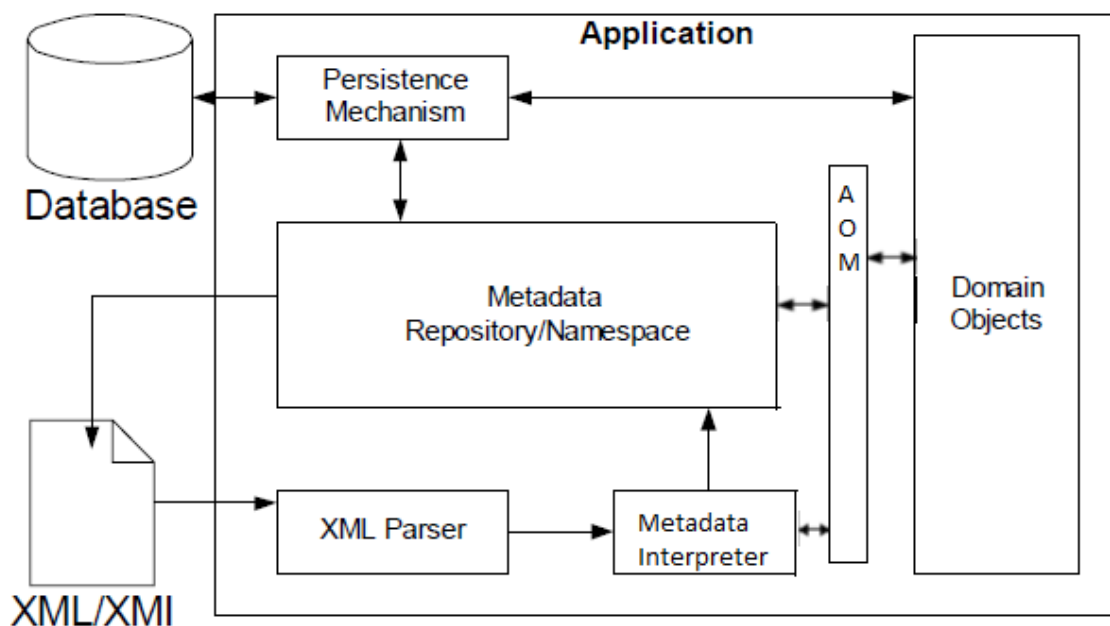 Application
Persistence
Mechanism
Database
A
O
M
Metadata
Repository/Namespace
Domain
Objects
XML Parser
Metadata
Interpreter
XML/XMI